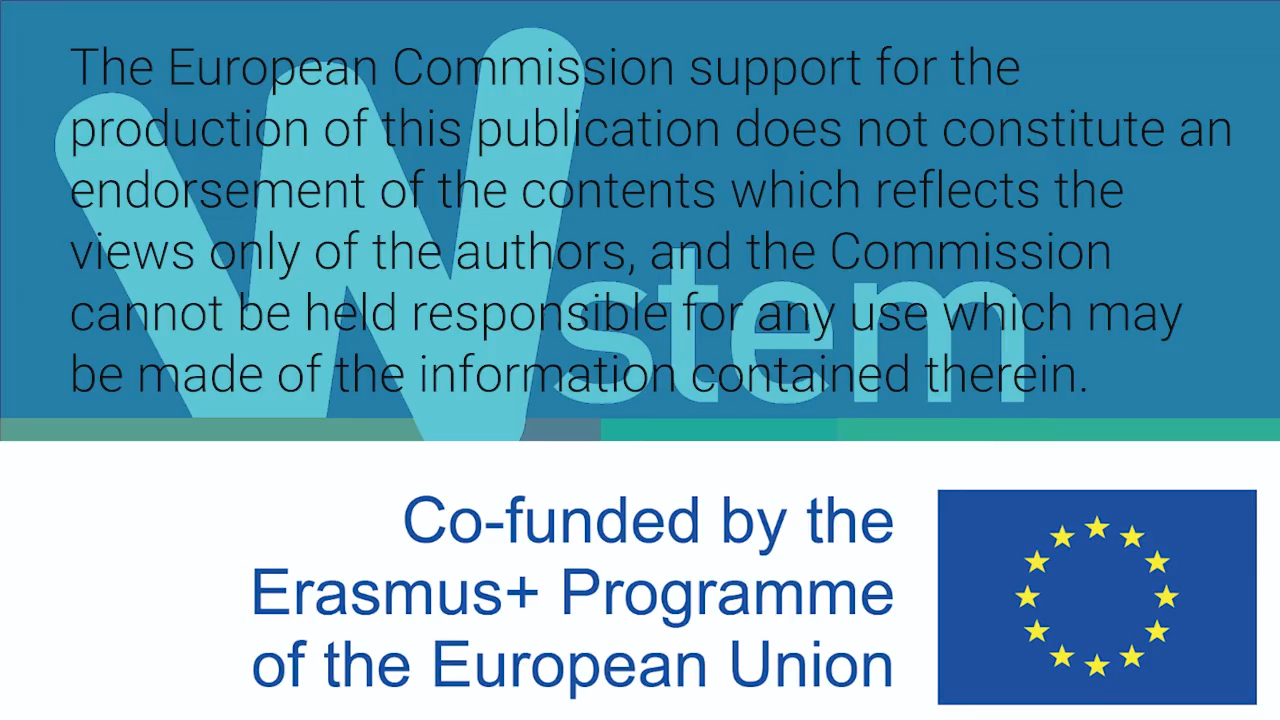 The European Commission support for the
production of this publication does not constitute an
endorsement of the contents which reflects the
views only of the authors, and the Commission
cannot be held responsible for any use which may
be made of the information contained therein.
Wstem
Co-funded by the
Erasmus+ Programme
of the European Union